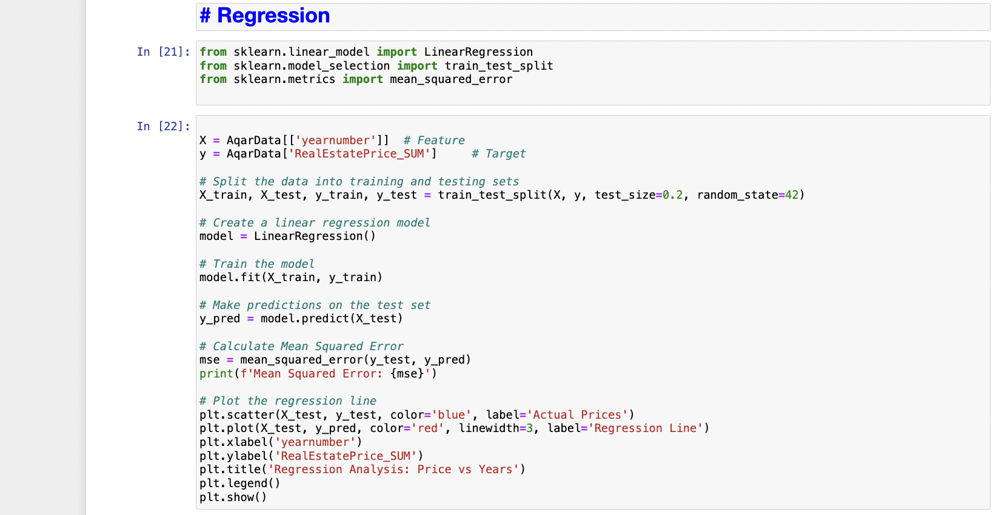 # Regression
In [21]:
from sklearn.linear_model import LinearRegression
from sklearn.model_selection import train_test_split
from sklearn.metrics import mean_squared_error
In [22]:
X = AqarData[['yearnumber']]  # Feature
y = AqarData['RealEstatePrice_SUM']     # Target
# Split the data into training and testing sets
X_train, X_test, y_train, y_test = train_test_split(X, y, test_size=0.2, random_state=42)
# Create a linear regression model
model = LinearRegression()
# Train the model
model.fit(X_train, y_train)
# Make predictions on the test set
y_pred = model.predict(X_test)
# Calculate Mean Squared Error
mse = mean_squared_error(y_test, y_pred)
print(f'Mean Squared Error: {mse}')
# Plot the regression line
plt.scatter(X_test, y_test, color='blue', label='Actual Prices')
plt.plot(X_test, y_pred, color='red', linewidth=3, label='Regression Line')
plt.xlabel('yearnumber')
plt.ylabel('RealEstatePrice_SUM')
plt.title('Regression Analysis: Price vs Years')
plt.legend()
plt.show()